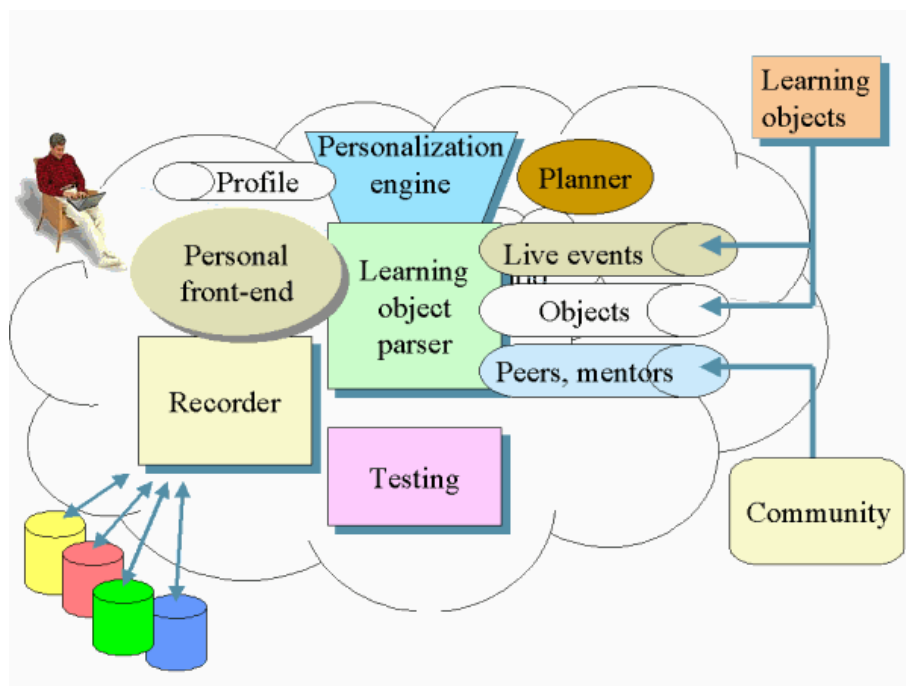 Learning
objects
Personalization
engine
Profile
Planner
Personal
front-end
Learning
object
parser
Live events
Objects
Peers, mentors
Recorder
Testing
Community